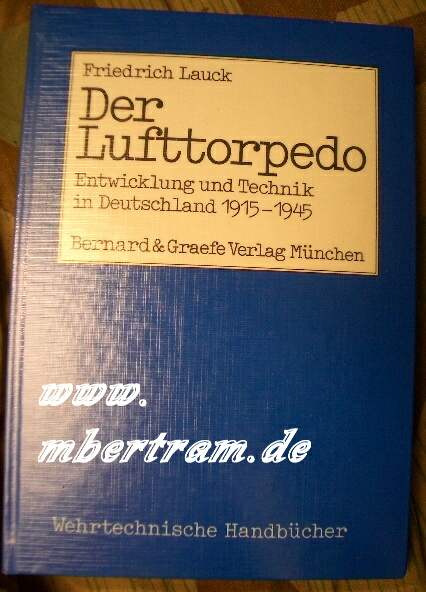 Friedrich Lauck
Der
Lufttorpedo
Entwicklung und Technik
in Deutschland 1915–1945
Bernard & Graefe Verlag München
www.
mbertram.de
Wehrtechnische Handbücher